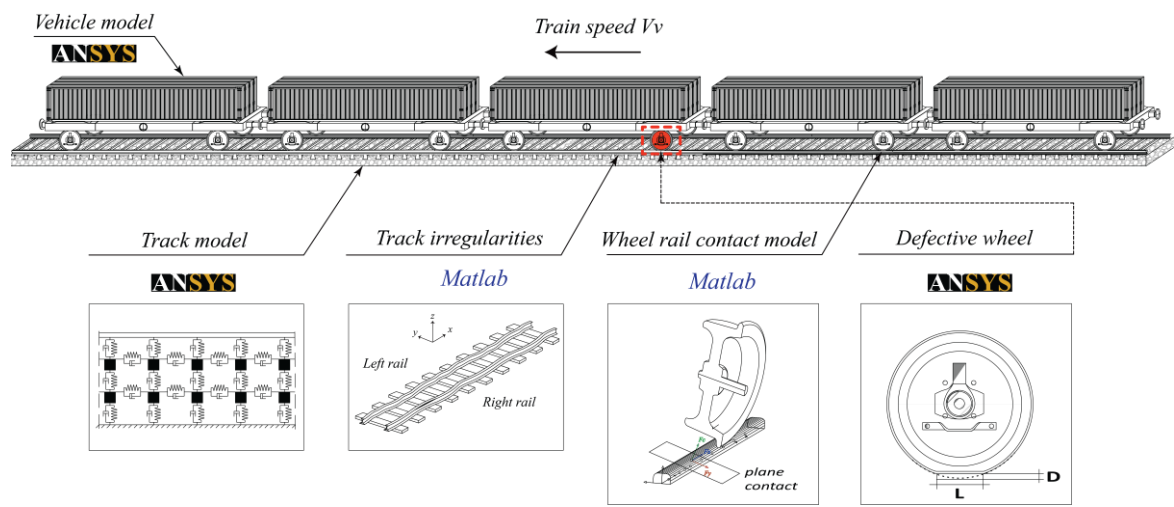 Vehicle model
ANSYS
Train speed Vv
Track model
Track irregularities
Wheel rail contact model
Defective wheel
ANSYS
Matlab
Matlab
ANSYS
z
y
x
Left rail
Right rail
plane
contact
D
L